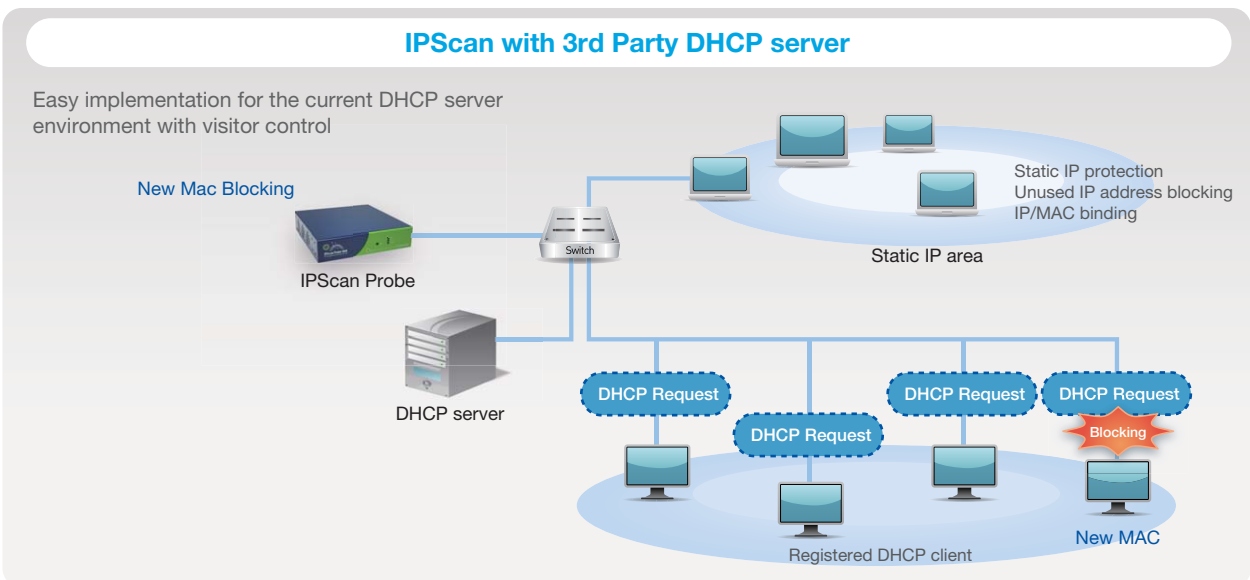 IPScan with 3rd Party DHCP server
Easy implementation for the current DHCP server
environment with visitor control
New Mac Blocking
IPScan Probe
Switch
Static IP protection
Unused IP address blocking
IP/MAC binding
Static IP area
DHCP server
DHCP Request
DHCP Request
DHCP Request
DHCP Request
Blocking
New MAC
Registered DHCP client